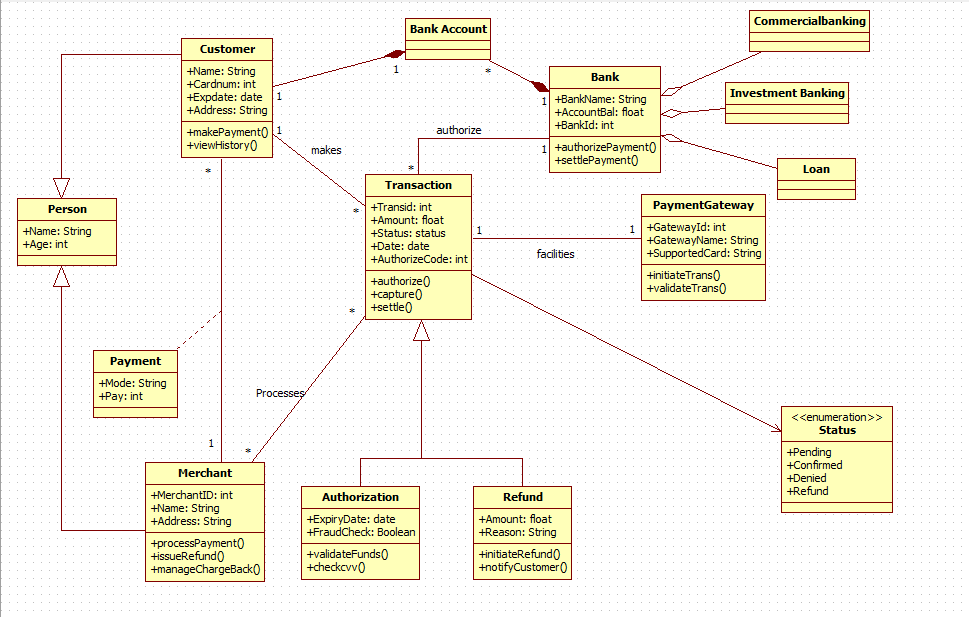 Commercialbanking
Bank Account
Customer
+Name: String
+Cardnum: int
+Expdate: date
+Address: String
+makePayment()
+viewHistory()
1
*
1
1
*
Bank
+BankName: String
+AccountBal: float
+BankId: int
+authorizePayment()
+settlePayment()
1
1
Investment Banking
Loan
authorize
*
makes
*
Transaction
+Transid: int
+Amount: float
+Status: status
+Date: date
+AuthorizeCode: int
+authorize()
+capture()
+settle()
1
1
facilities
*
PaymentGateway
+GatewayId: int
+GatewayName: String
+SupportedCard: String
+initiateTrans()
+validateTrans()
Person
+Name: String
+Age: int
Payment
+Mode: String
+Pay: int
Processes
1
*
<<enumeration>>
Status
+Pending
+Confirmed
+Denied
+Refund
Merchant
+MerchantID: int
+Name: String
+Address: String
+processPayment()
+issueRefund()
+manageChargeBack()
Authorization
+ExpiryDate: date
+FraudCheck: Boolean
+validateFunds()
+checkcvv()
Refund
+Amount: float
+Reason: String
+initiateRefund()
+notifyCustomer()